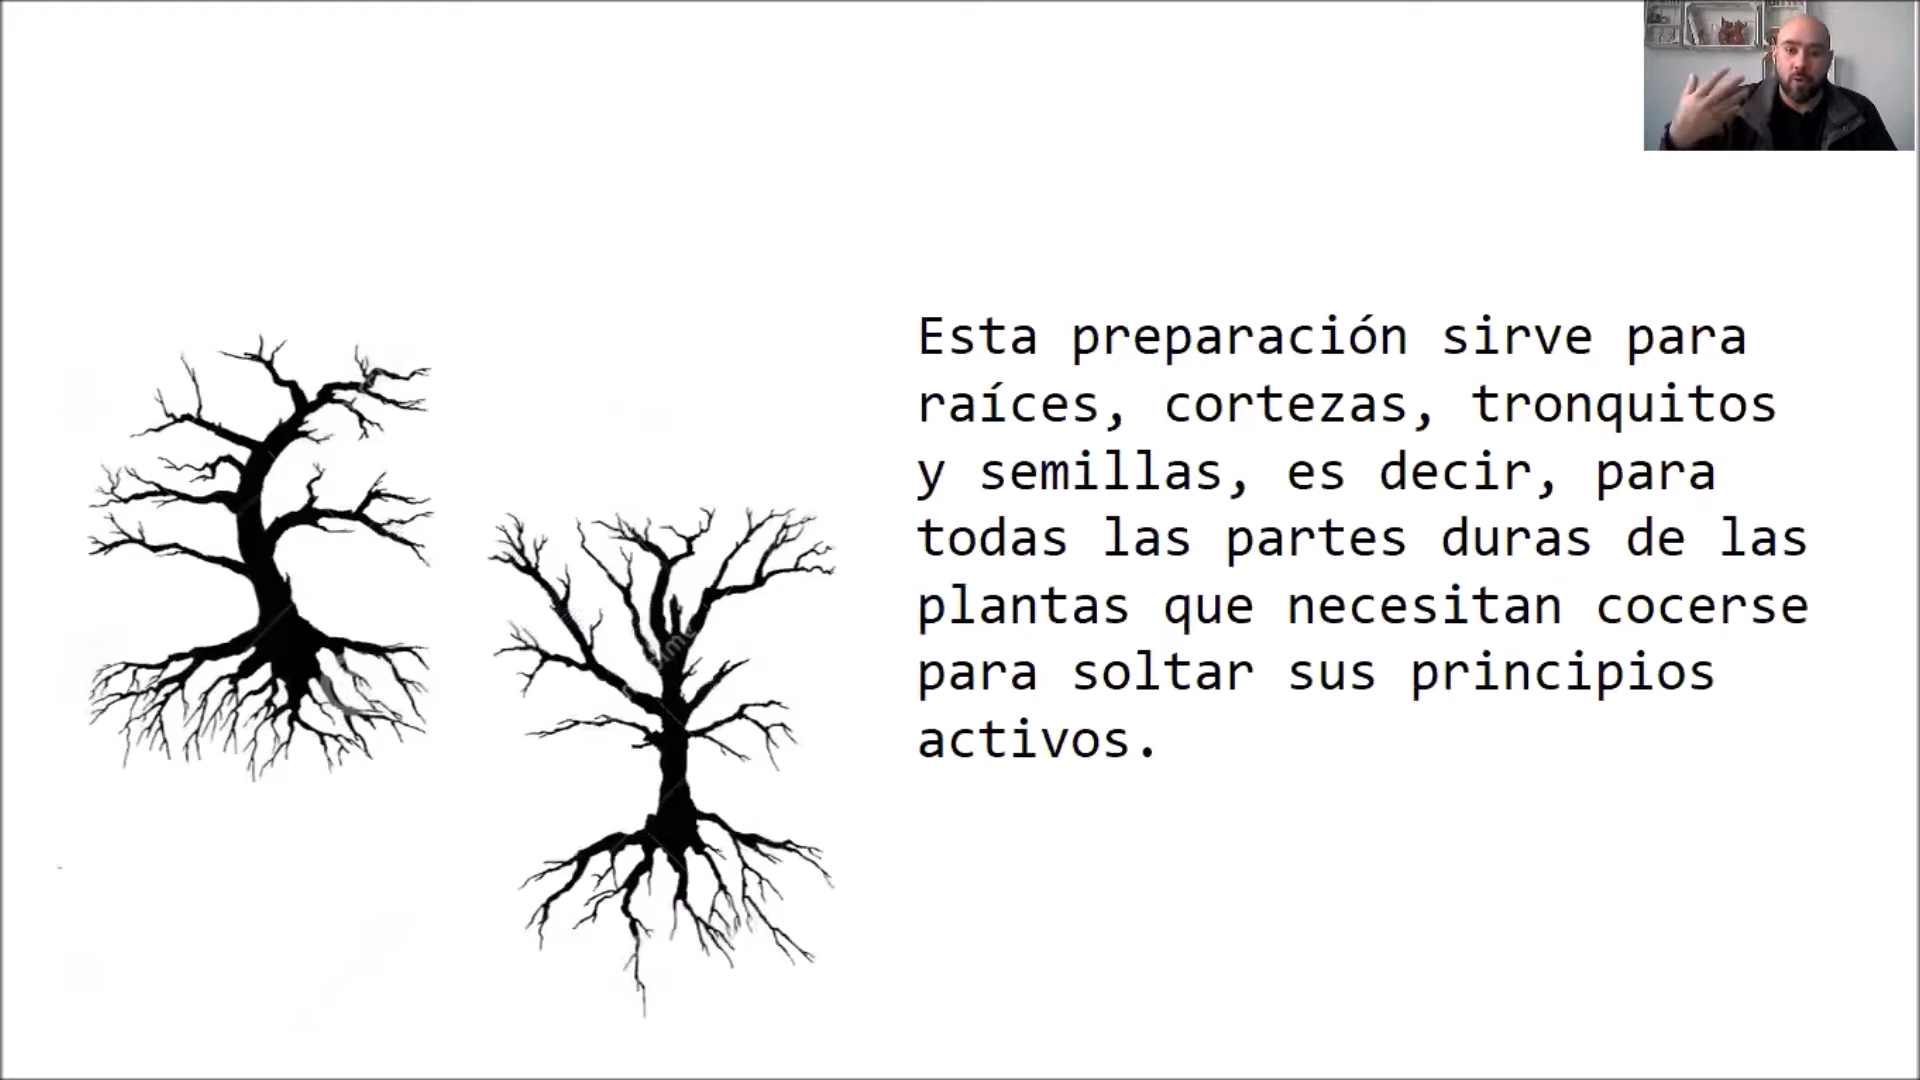 Esta preparación sirve para
raíces, cortezas, tronquitos
y semillas, es decir, para
todas las partes duras de las
plantas que necesitan cocerse
para soltar sus principios
activos.